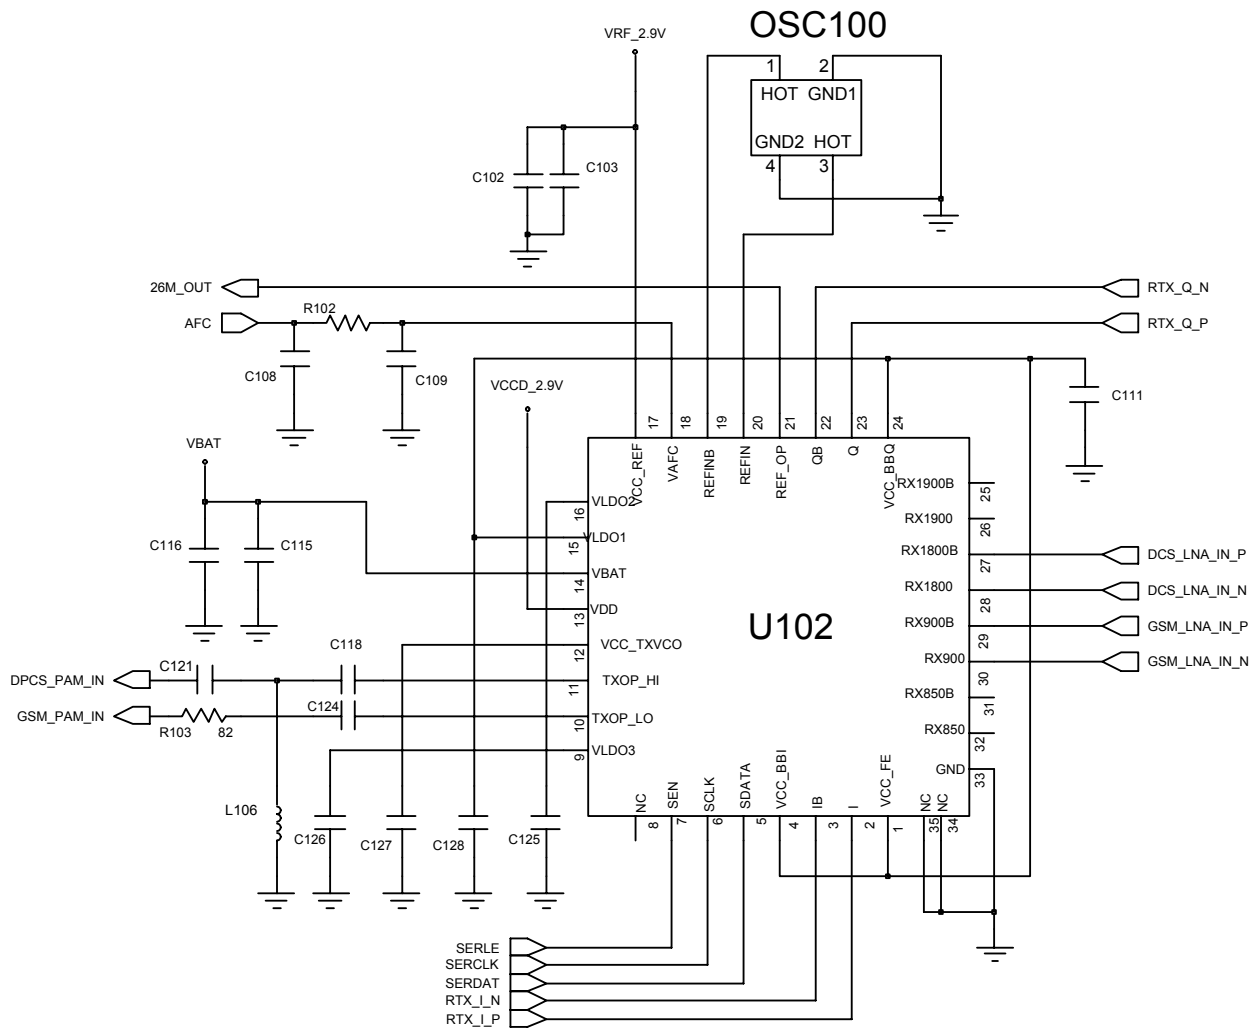 OSC100
VRF_2.9V
1
2
HOT GND1
GND2 HOT
4
3
C102
C103
26M_OUT
RTX_Q_N
R102
AFC
RTX_Q_P
C108
C109
VCCD_2.9V
C111
VBAT
17
18
19
20
21
22
23
24
VCC_REF
VAFC
REFINB
REFIN
REF_OP
QB
Q
VCC_BBQ
RX1900B
25
VLDO2
16
RX1900
26
VLDO1
15
RX1800B
27
DCS_LNA_IN_P
C116
C115
VBAT
14
RX1800
28
DCS_LNA_IN_N
VDD
13
U102
RX900B
29
GSM_LNA_IN_P
VCC_TXVCO
12
RX900
30
GSM_LNA_IN_N
C121
C118
DPCS_PAM_IN
TXOP_HI
11
RX850B
31
C124
GSM_PAM_IN
TXOP_LO
10
R103
82
RX850
32
VLDO3
9
GND
33
NC
SEN
SCLK
SDATA
VCC_BBI
IB
I
VCC_FE
NC
NC
8
7
6
5
4
3
2
1
35
34
L106
C126
C127
C128
C125
SERLE
SERCLK
SERDAT
RTX_I_N
RTX_I_P